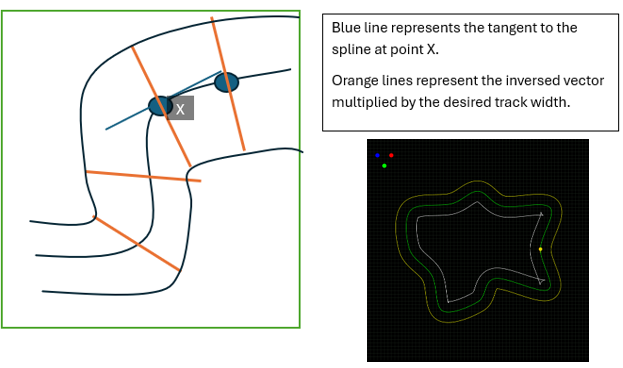 X
Blue line represents the tangent to the
spline at point X.
Orange lines represent the inversed vector
multiplied by the desired track width.